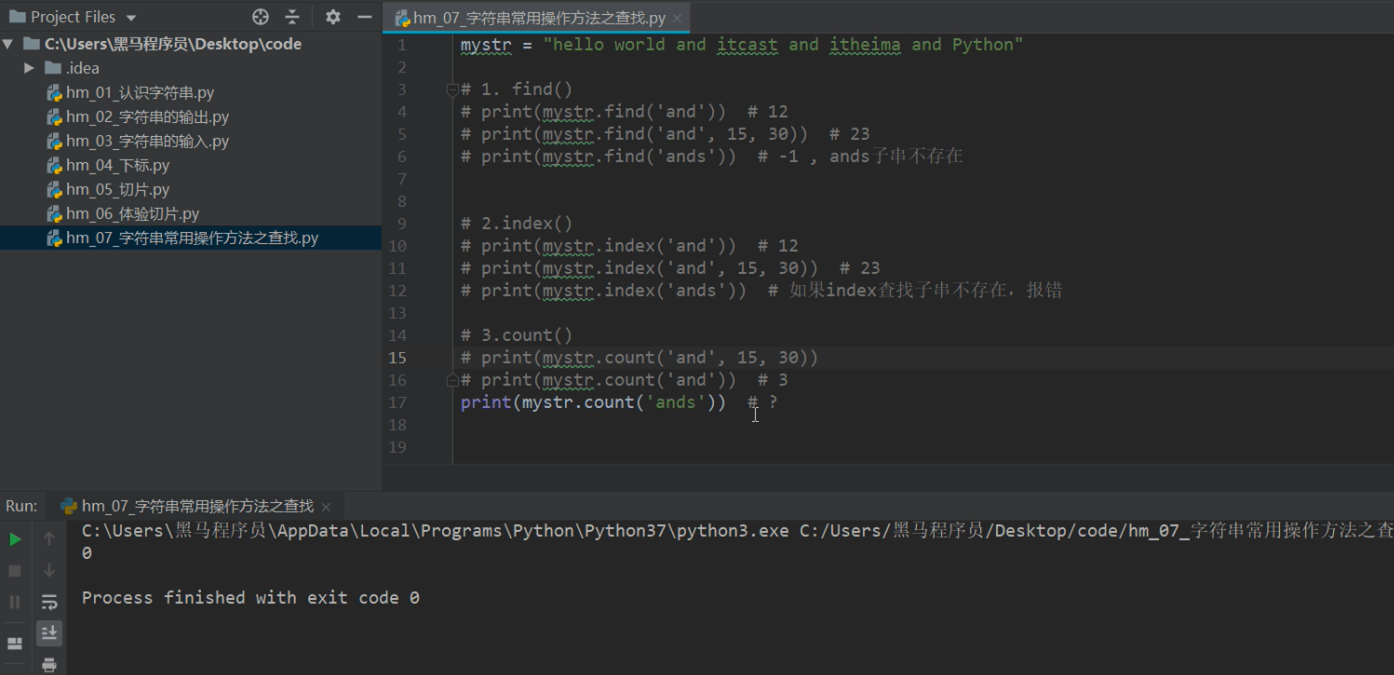 Project Files
hm_07_字符串常用操作方法之查找.py
C:\Users\黑马程序员\Desktop\code
.idea
hm_01_认识字符串.py
hm_02_字符串的输出.py
hm_03_字符串的输入.py
hm_04_下标.py
hm_05_切片.py
hm_06_体验切片.py
hm_07_字符串常用操作方法之查找.py
1 mystr = "hello world and itcast and itheima and Python"
2
3 # 1. find()
4 # print(mystr.find('and'))  # 12
5 # print(mystr.find('and', 15, 30))  # 23
6 # print(mystr.find('ands'))  # -1 , ands子串不存在
7
8
9 # 2.index()
10 # print(mystr.index('and'))  # 12
11 # print(mystr.index('and', 15, 30))  # 23
12 # print(mystr.index('ands'))  # 如果index查找子串不存在，报错
13
14 # 3.count()
15 # print(mystr.count('and', 15, 30))
16 # print(mystr.count('and'))  # 3
17 print(mystr.count('ands'))  # ?
18
19
Run: hm_07_字符串常用操作方法之查找
C:\Users\黑马程序员\AppData\Local\Programs\Python\Python37\python3.exe C:/Users/黑马程序员/Desktop/code/hm_07_字符串常用操作方法之查
0
Process finished with exit code 0